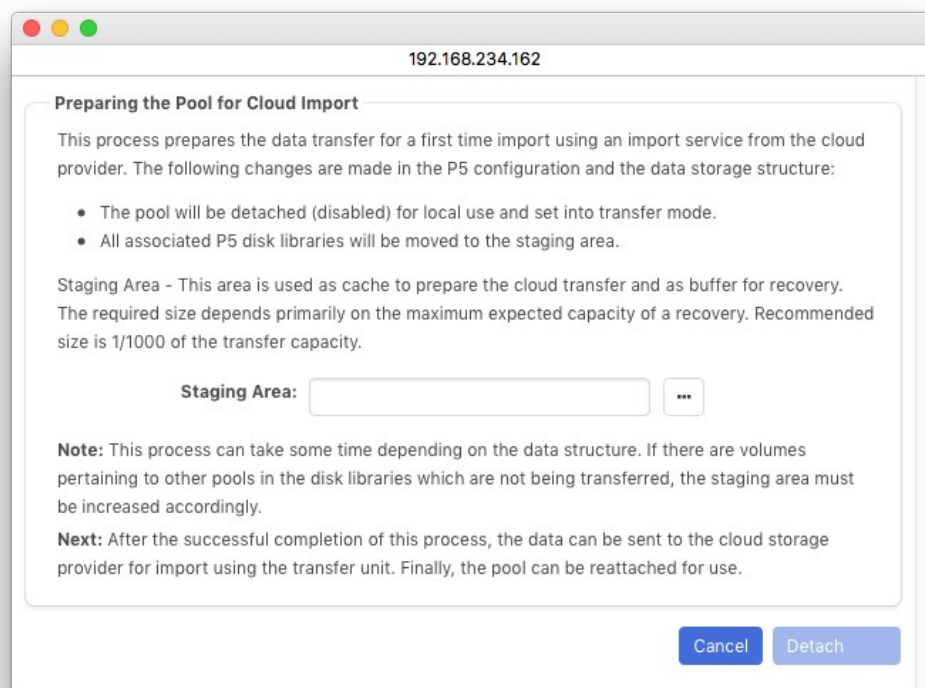 192.168.234.162
Preparing the Pool for Cloud Import
This process prepares the data transfer for a first time import using an import service from the cloud
provider. The following changes are made in the P5 configuration and the data storage structure:
• The pool will be detached (disabled) for local use and set into transfer mode.
• All associated P5 disk libraries will be moved to the staging area.
Staging Area - This area is used as cache to prepare the cloud transfer and as buffer for recovery.
The required size depends primarily on the maximum expected capacity of a recovery. Recommended
size is 1/1000 of the transfer capacity.
Staging Area: ...
Note: This process can take some time depending on the data structure. If there are volumes
pertaining to other pools in the disk libraries which are not being transferred, the staging area must
be increased accordingly.
Next: After the successful completion of this process, the data can be sent to the cloud storage
provider for import using the transfer unit. Finally, the pool can be reattached for use.
Cancel Detach